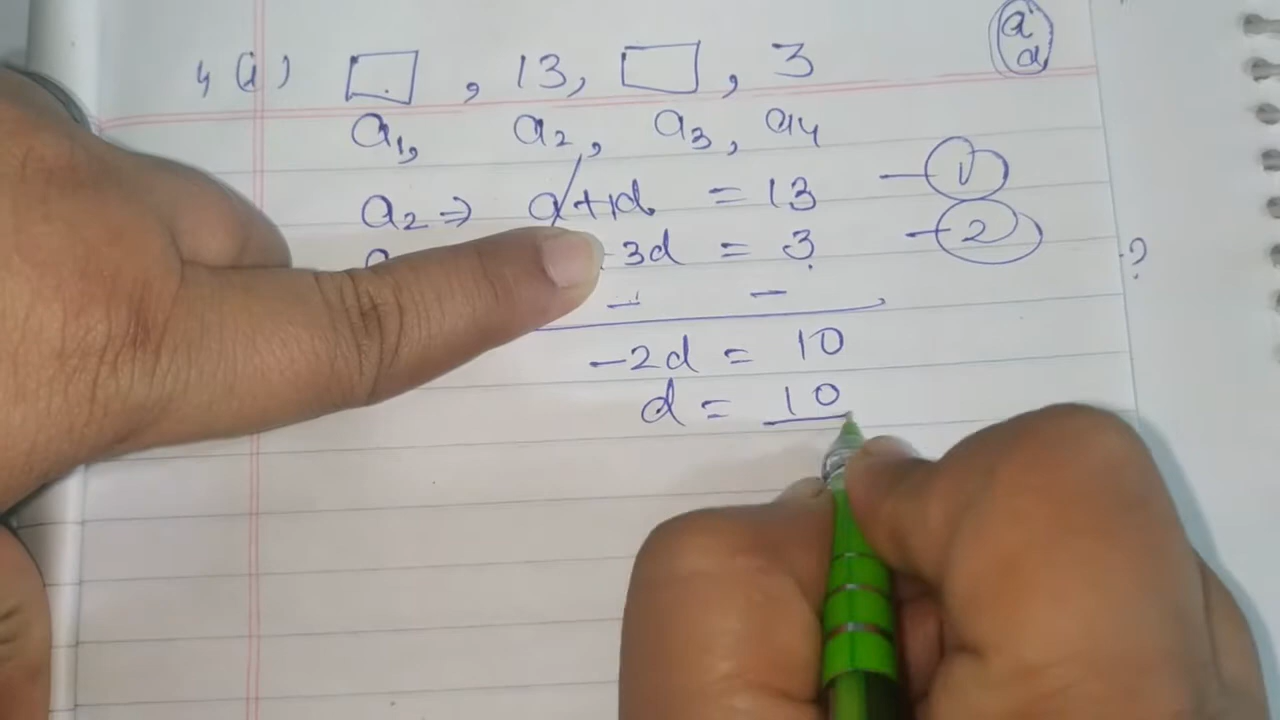 4 (i) □ , 13, □ , 3
a
d
a₁, a₂, a₃, a₄
a₂ ⇒ a+1d = 13 — 1
3d = 3 — 2
?
− −
−2d = 10
d = 10